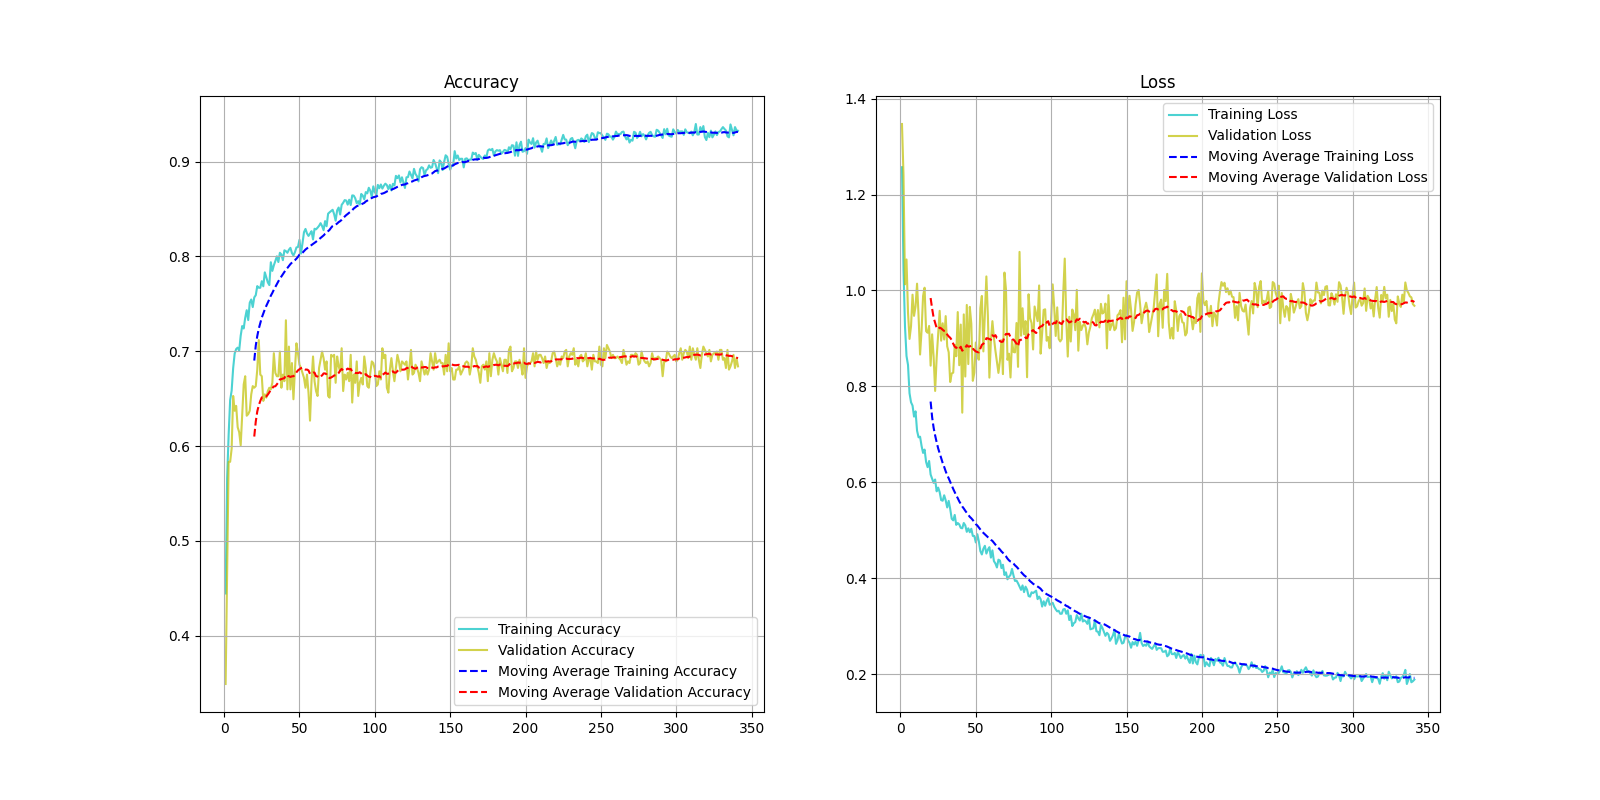 Accuracy
0.9
0.8
0.7
0.6
0.5
0.4
0 50 100 150 200 250 300 350
Training Accuracy
Validation Accuracy
Moving Average Training Accuracy
Moving Average Validation Accuracy
Loss
1.4
1.2
1.0
0.8
0.6
0.4
0.2
0 50 100 150 200 250 300 350
Training Loss
Validation Loss
Moving Average Training Loss
Moving Average Validation Loss